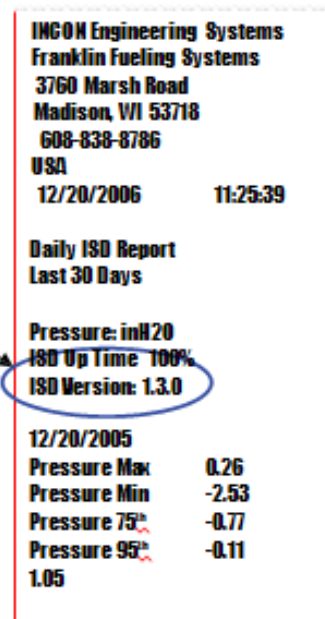 INCON Engineering Systems
Franklin Fueling Systems
3760 Marsh Road
Madison, WI 53718
608-838-8786
USA
12/20/2006 11:25:39
Daily ISD Report
Last 30 Days
Pressure: inH20
ISD Up Time 100%
ISD Version: 1.3.0
12/20/2005
Pressure Max 0.26
Pressure Min -2.53
Pressure 75th -0.77
Pressure 95th -0.11
1.05